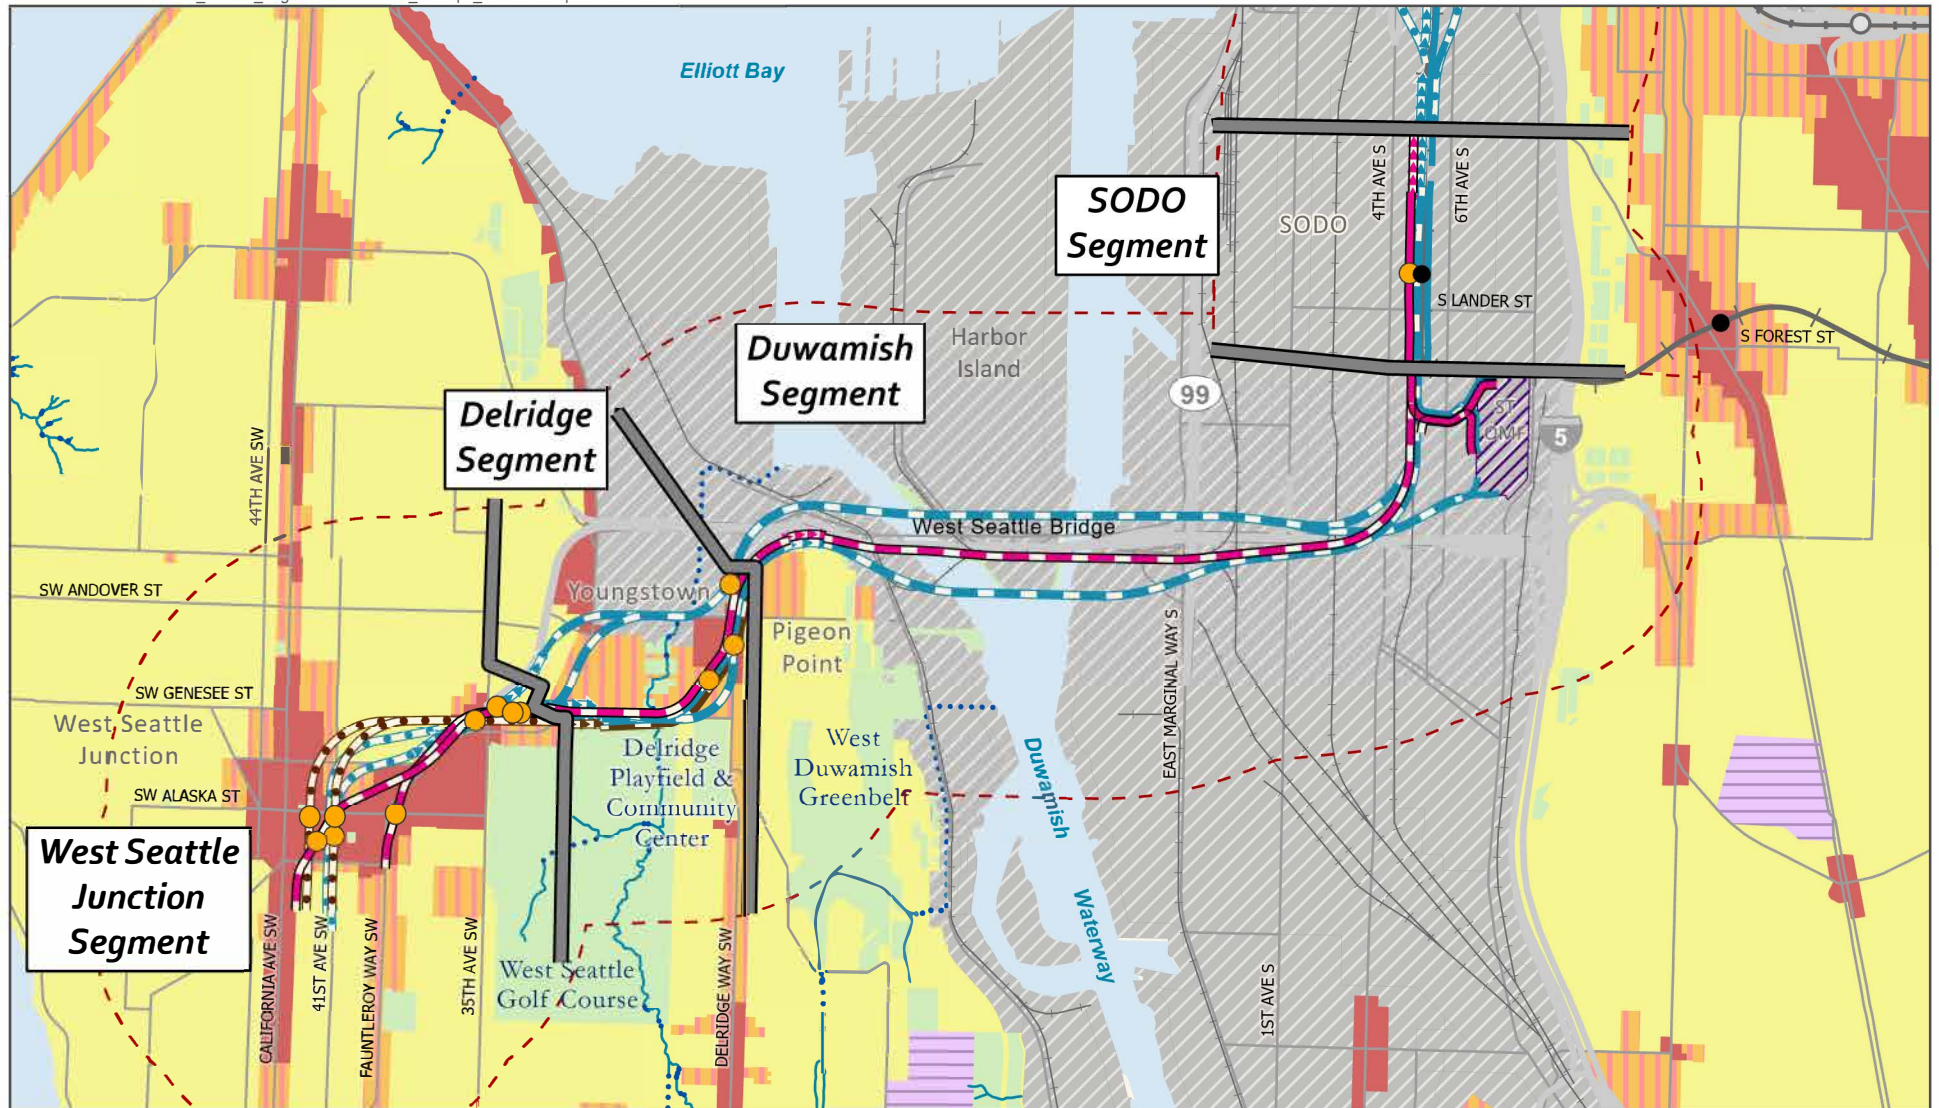 Elliott Bay
4TH AVE S
6TH AVE S
SODO
Segment
SODO
S LANDER ST
S FOREST ST
Duwamish
Segment
Harbor
Island
99
ST
OMF
5
Delridge
Segment
44TH AVE SW
West Seattle Bridge
SW ANDOVER ST
Youngstown
Pigeon
Point
EAST MARGINAL WAY S
SW GENESEE ST
West Seattle
Junction
Delridge
Playfield &
Community
Center
West
Duwamish
Greenbelt
Duwamish
Waterway
SW ALASKA ST
West Seattle
Junction
Segment
CALIFORNIA AVE SW
41ST AVE SW
FAUNTLEROY WAY SW
35TH AVE SW
West Seattle
Golf Course
DELRIDGE WAY SW
1ST AVE S